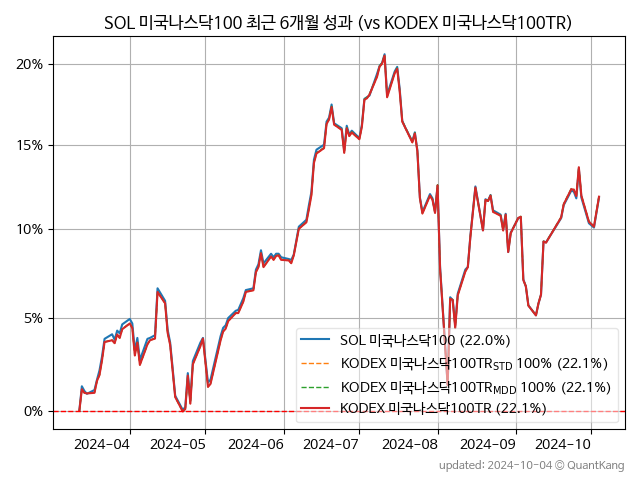 SOL 미국나스닥100 최근 6개월 성과 (vs KODEX 미국나스닥100TR)
20%
15%
10%
5%
0%
SOL 미국나스닥100 (22.0%)
KODEX 미국나스닥100TR_STD 100% (22.1%)
KODEX 미국나스닥100TR_MDD 100% (22.1%)
KODEX 미국나스닥100TR (22.1%)
2024-04 2024-05 2024-06 2024-07 2024-08 2024-09 2024-10
updated: 2024-10-04 © QuantKang